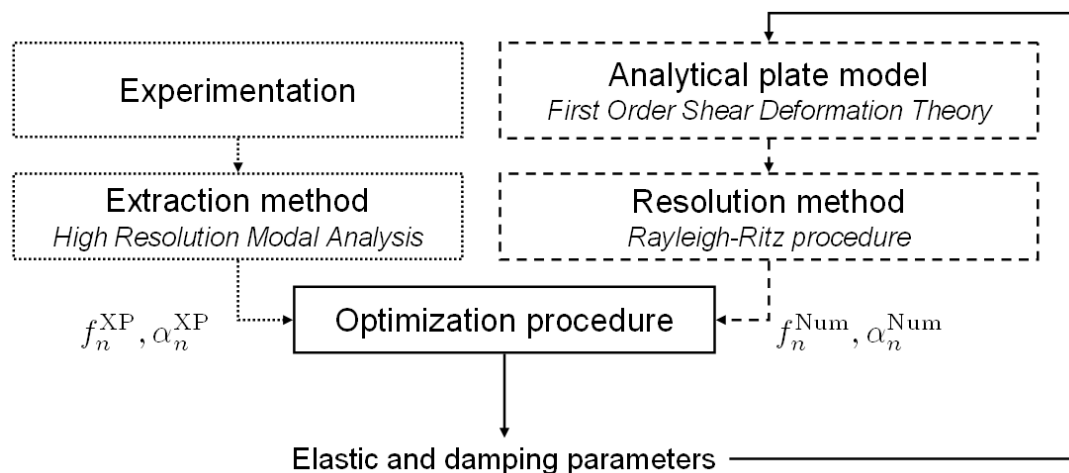 Experimentation
Analytical plate model
First Order Shear Deformation Theory
Extraction method
High Resolution Modal Analysis
Resolution method
Rayleigh-Ritz procedure
f_n^{XP}, α_n^{XP}
Optimization procedure
f_n^{Num}, α_n^{Num}
Elastic and damping parameters